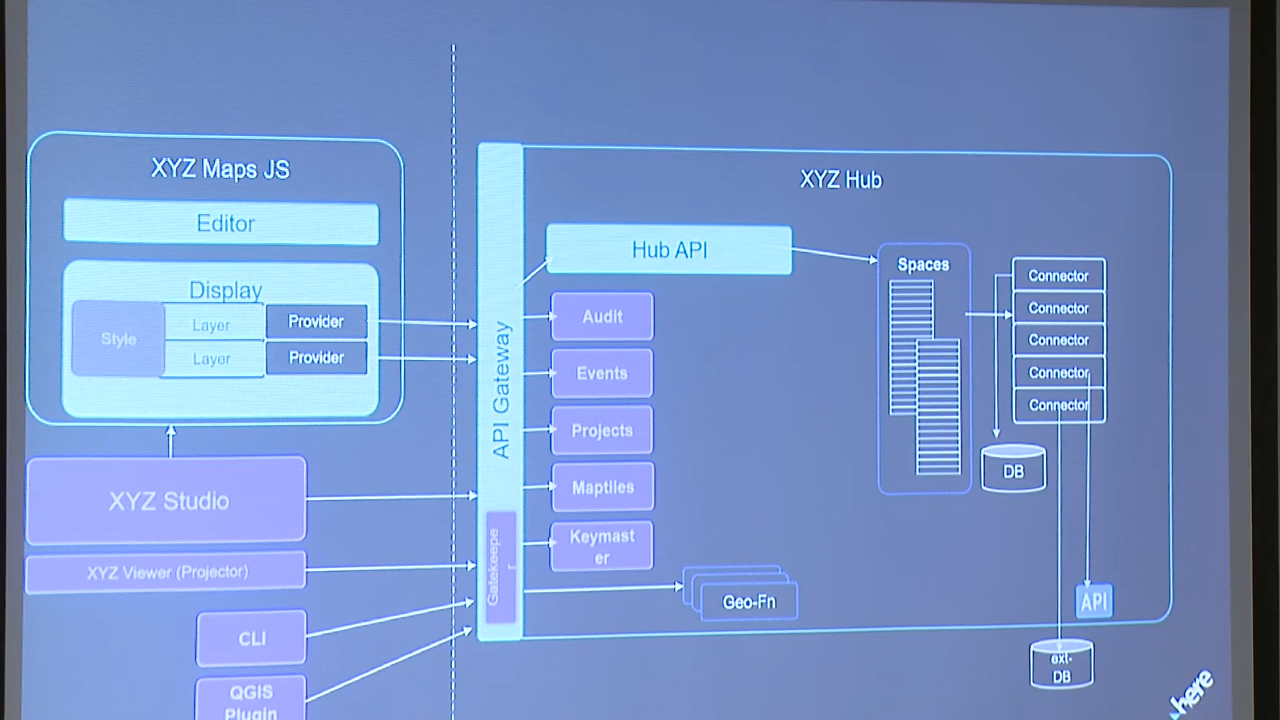 XYZ Maps JS
Editor
Display
Style
Layer
Provider
Layer
Provider
XYZ Studio
XYZ Viewer (Projector)
CLI
QGIS
Plugin
API Gateway
Gatekeepe
r
XYZ Hub
Hub API
Audit
Events
Projects
Maptiles
Keymast
er
Geo-Fn
Spaces
Connector
Connector
Connector
Connector
Connector
DB
API
ext-
DB
here